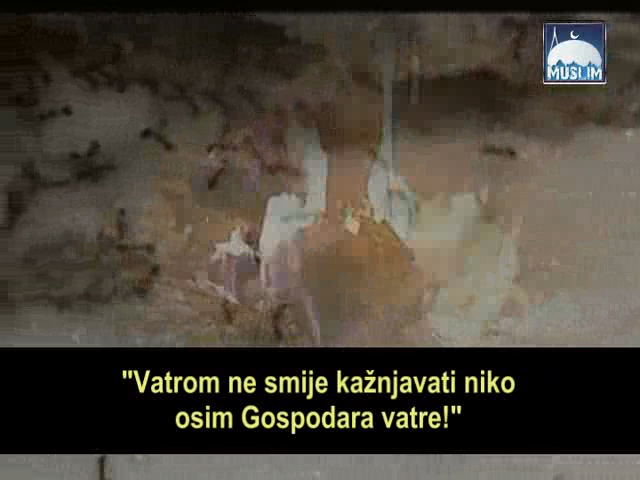 MUSLIM
"Vatrom ne smije kažnjavati niko
osim Gospodara vatre!"